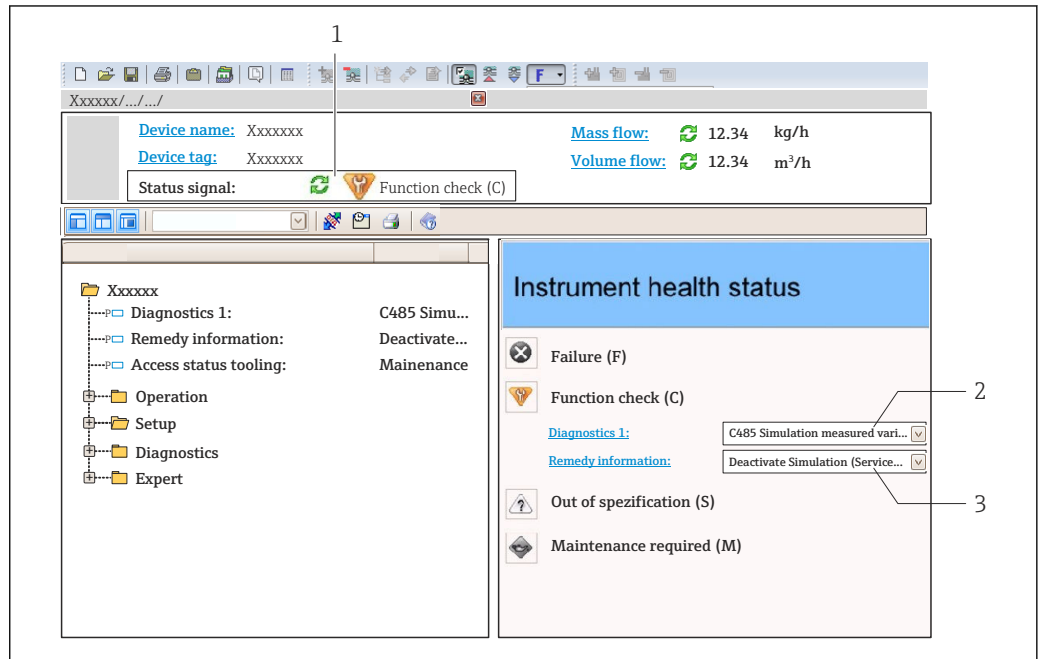 1
F
Xxxxxx/.../.../
Device name: Xxxxxxx Mass flow: 12.34 kg/h
Device tag: Xxxxxxx Volume flow: 12.34 m³/h
Status signal: Function check (C)
Xxxxxx
Diagnostics 1: C485 Simu...
Remedy information: Deactivate...
Access status tooling: Mainenance
Operation
Setup
Diagnostics
Expert
Instrument health status
Failure (F)
Function check (C) 2
Diagnostics 1: C485 Simulation measured vari...
Remedy information: Deactivate Simulation (Service...
Out of spezification (S) 3
Maintenance required (M)